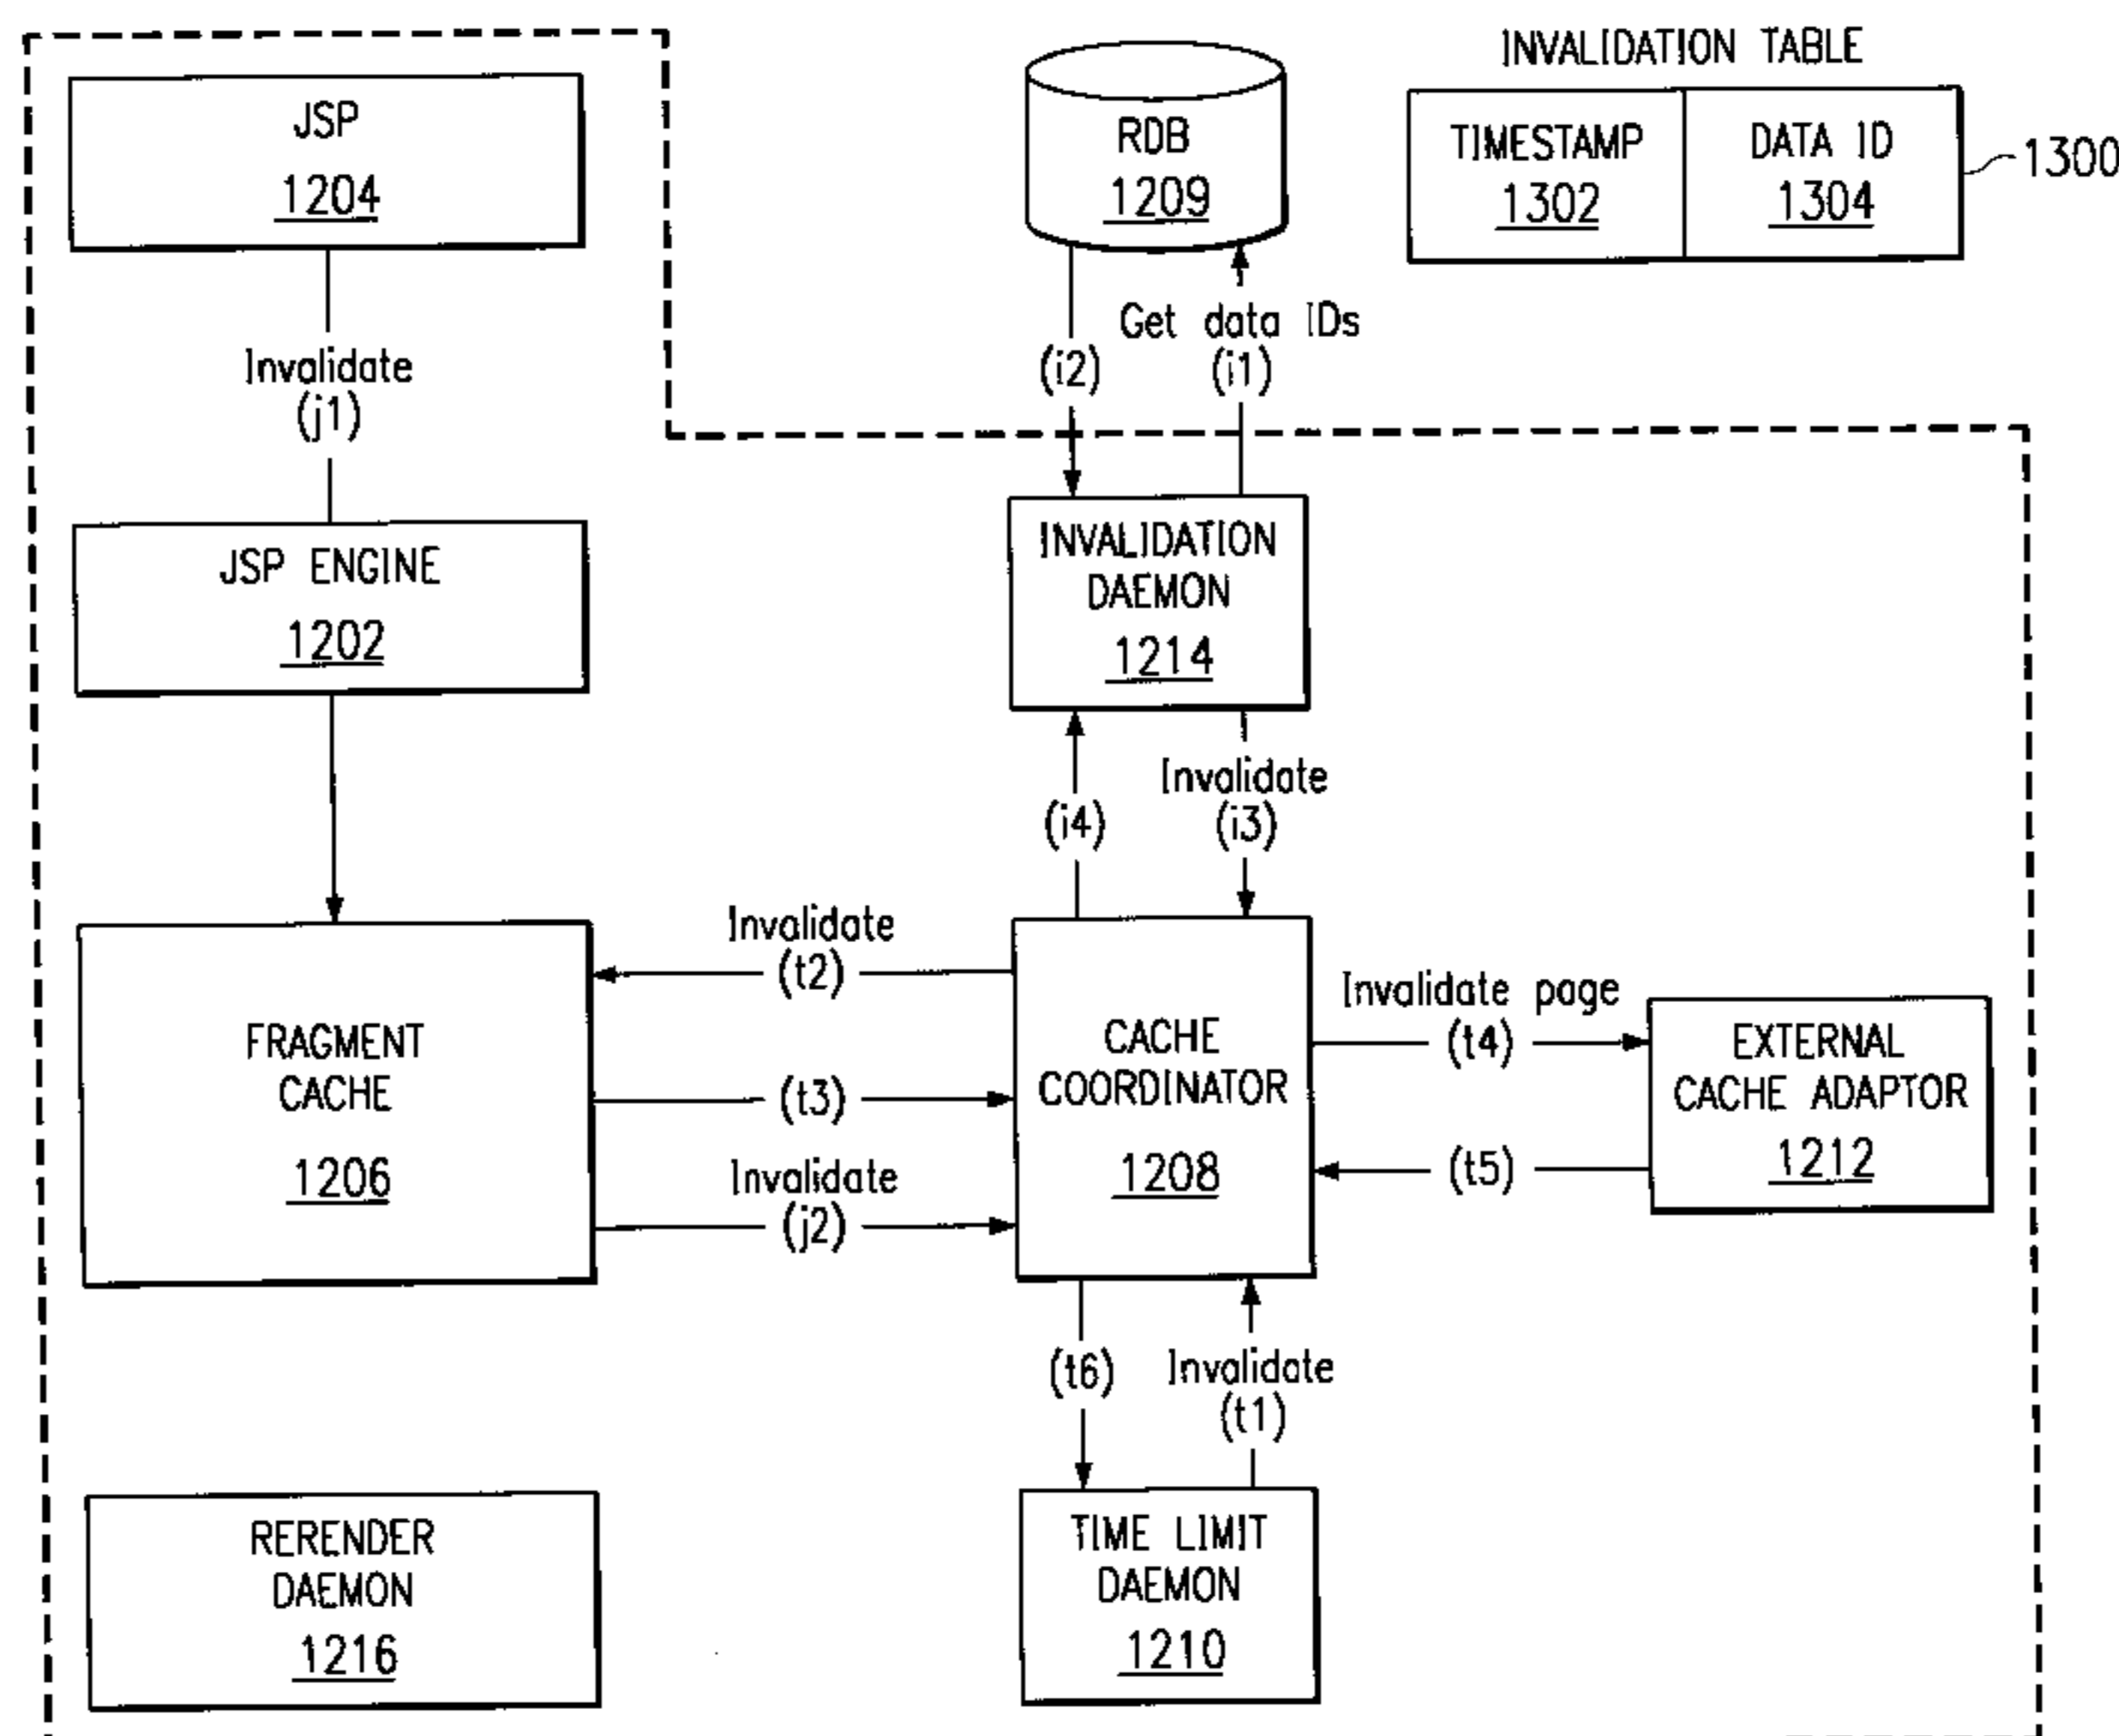 INVALIDATION TABLE
JSP
1204
RDB
1209
TIMESTAMP
1302
DATA ID
1304
1300
Invalidate
(j1)
(i2)
Get data IDs
(i1)
JSP ENGINE
1202
INVALIDATION
DAEMON
1214
(i4)
Invalidate
(i3)
FRAGMENT
CACHE
1206
Invalidate
(t2)
(t3)
Invalidate
(j2)
CACHE
COORDINATOR
1208
Invalidate page
(t4)
(t5)
EXTERNAL
CACHE ADAPTOR
1212
(t6)
Invalidate
(t1)
RERENDER
DAEMON
1216
TIME LIMIT
DAEMON
1210